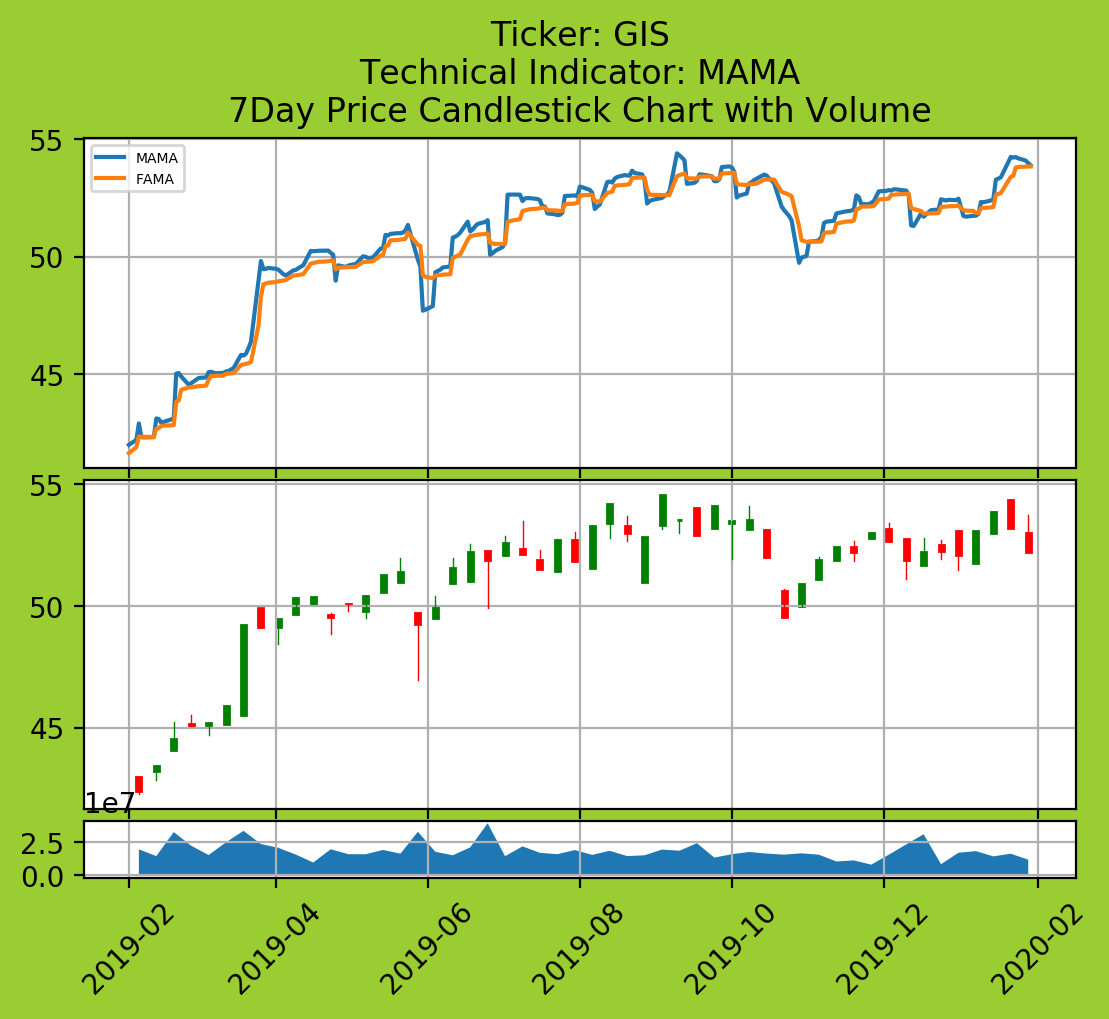 Ticker: GIS
Technical Indicator: MAMA
7Day Price Candlestick Chart with Volume
55
MAMA
FAMA
50
45
55
50
45
1e7
2.5
0.0
2019-02
2019-04
2019-06
2019-08
2019-10
2019-12
2020-02